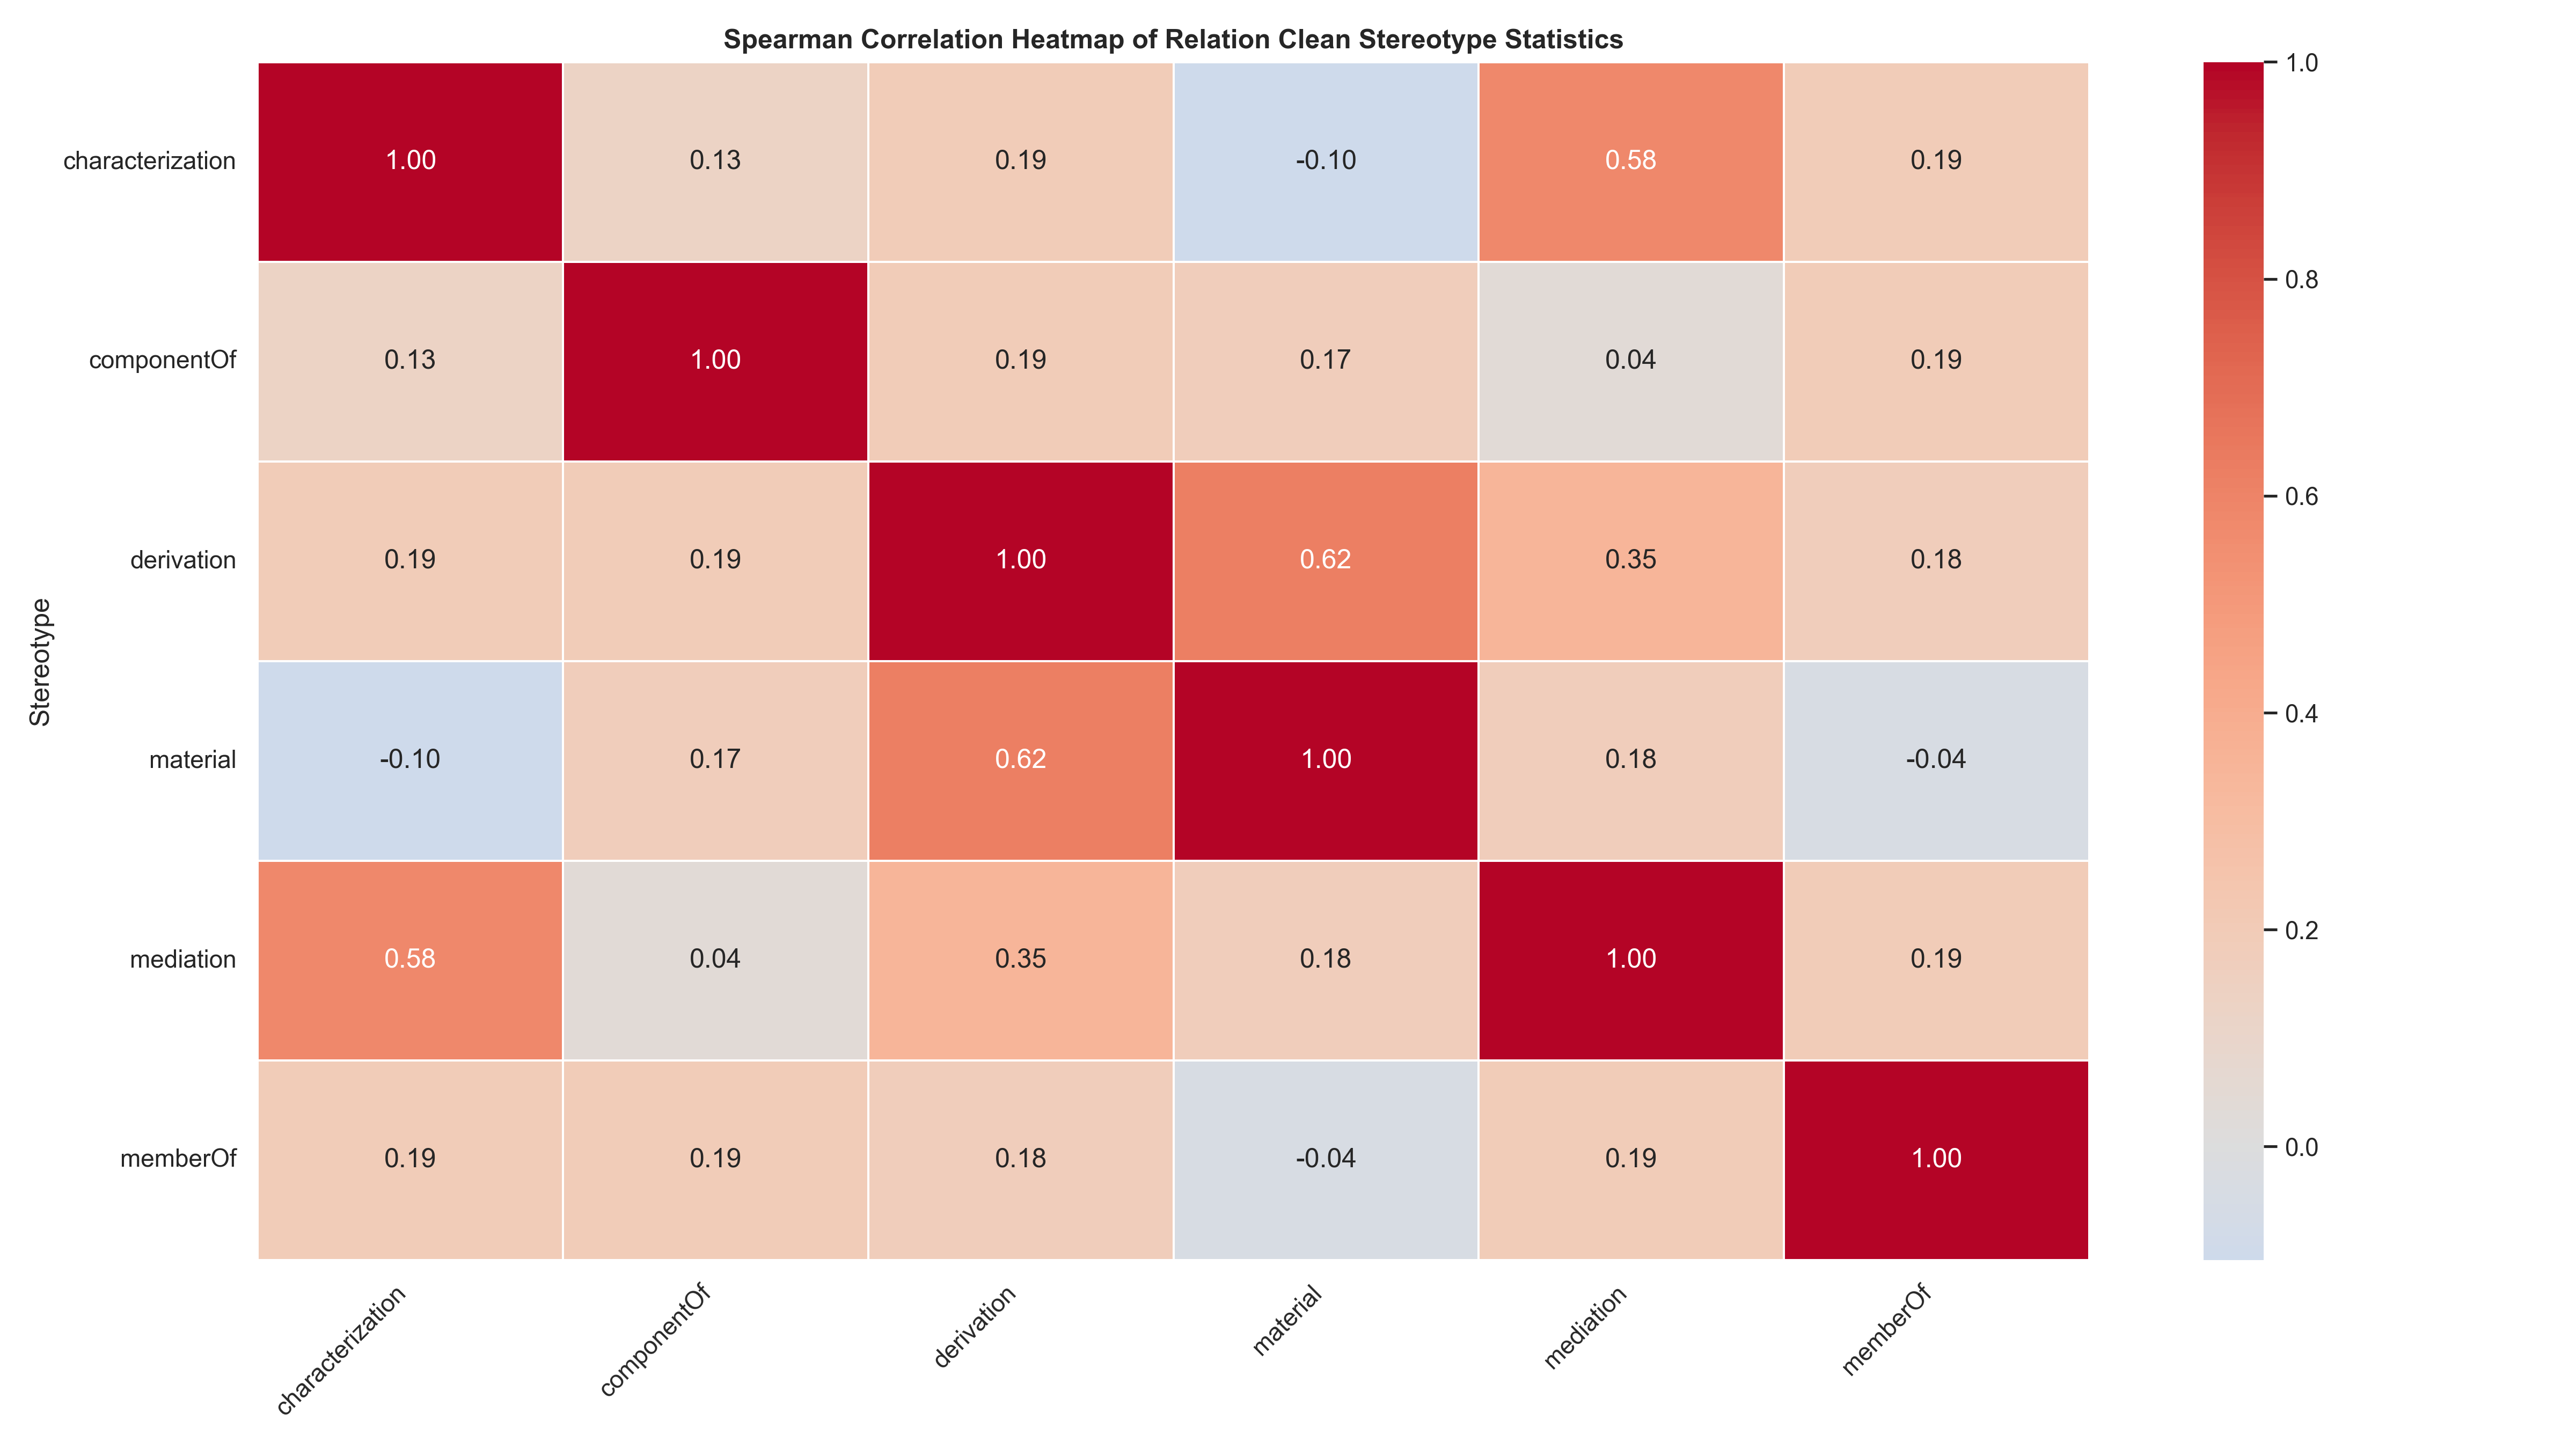 Spearman Correlation Heatmap of Relation Clean Stereotype Statistics
Stereotype
characterization 1.00 0.13 0.19 -0.10 0.58 0.19
componentOf 0.13 1.00 0.19 0.17 0.04 0.19
derivation 0.19 0.19 1.00 0.62 0.35 0.18
material -0.10 0.17 0.62 1.00 0.18 -0.04
mediation 0.58 0.04 0.35 0.18 1.00 0.19
memberOf 0.19 0.19 0.18 -0.04 0.19 1.00
characterization componentOf derivation material mediation memberOf
1.0
0.8
0.6
0.4
0.2
0.0